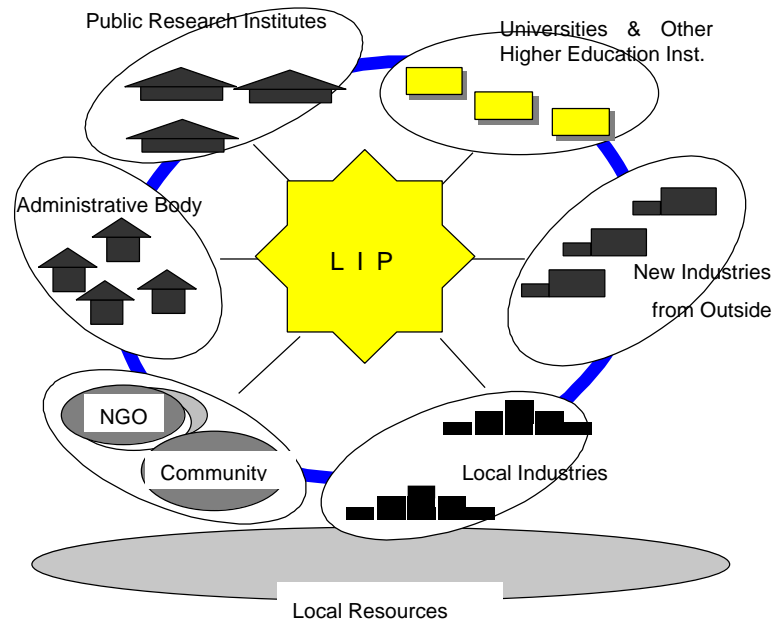 Public Research Institutes
Universities & Other
Higher Education Inst.
Administrative Body
L I P
New Industries
from Outside
NGO
Community
Local Industries
Local Resources